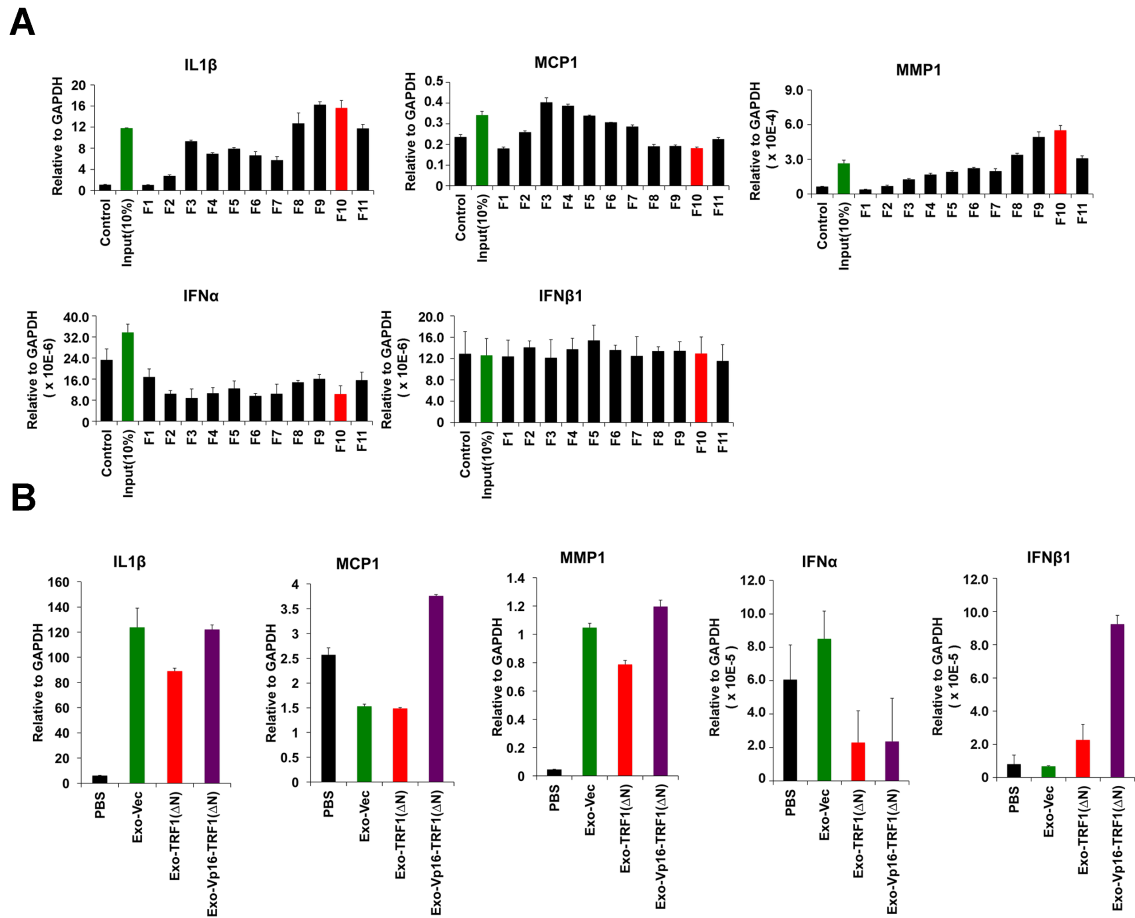 A
IL1β
Relative to GAPDH
20
16
12
8
4
0
Control
Input(10%)
F1
F2
F3
F4
F5
F6
F7
F8
F9
F10
F11
MCP1
Relative to GAPDH
0.5
0.4
0.3
0.2
0.1
0
Control
Input(10%)
F1
F2
F3
F4
F5
F6
F7
F8
F9
F10
F11
MMP1
Relative to GAPDH
( x 10E-4)
9.0
6.0
3.0
0
Control
Input(10%)
F1
F2
F3
F4
F5
F6
F7
F8
F9
F10
F11
IFNα
Relative to GAPDH
( x 10E-6)
40.0
32.0
24.0
16.0
8.0
0
Control
Input(10%)
F1
F2
F3
F4
F5
F6
F7
F8
F9
F10
F11
IFNβ1
Relative to GAPDH
( x 10E-6)
20.0
16.0
12.0
8.0
4.0
0
Control
Input(10%)
F1
F2
F3
F4
F5
F6
F7
F8
F9
F10
F11
B
IL1β
Relative to GAPDH
160
140
120
100
80
60
40
20
0
PBS
Exo-Vec
Exo-TRF1(ΔN)
Exo-Vp16-TRF1(ΔN)
MCP1
Relative to GAPDH
4
3.5
3
2.5
2
1.5
1
0.5
0
PBS
Exo-Vec
Exo-TRF1(ΔN)
Exo-Vp16-TRF1(ΔN)
MMP1
Relative to GAPDH
1.4
1.2
1
0.8
0.6
0.4
0.2
0
PBS
Exo-Vec
Exo-TRF1(ΔN)
Exo-Vp16-TRF1(ΔN)
IFNα
Relative to GAPDH
( x 10E-5)
12.0
10.0
8.0
6.0
4.0
2.0
0
PBS
Exo-Vec
Exo-TRF1(ΔN)
Exo-Vp16-TRF1(ΔN)
IFNβ1
Relative to GAPDH
( x 10E-5)
12.0
10.0
8.0
6.0
4.0
2.0
0
PBS
Exo-Vec
Exo-TRF1(ΔN)
Exo-Vp16-TRF1(ΔN)